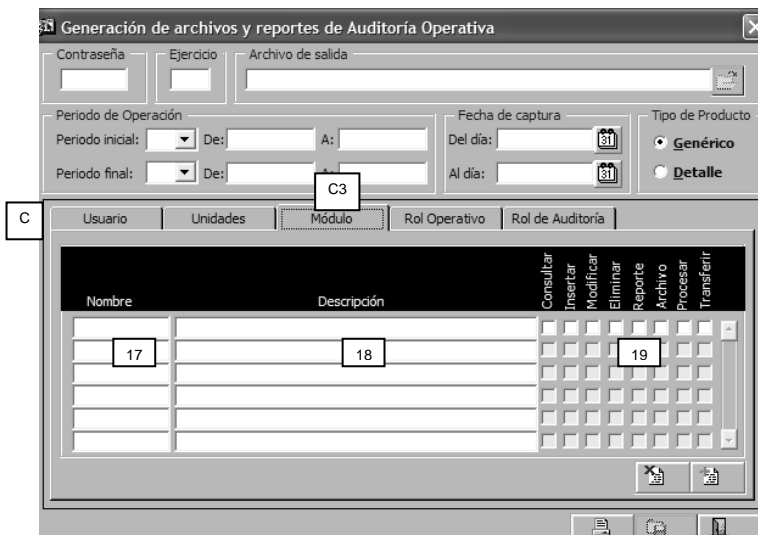 Generación de archivos y reportes de Auditoría Operativa
Contraseña Ejercicio Archivo de salida
Periodo de Operación Fecha de captura Tipo de Producto
Periodo inicial: De: A: Del día: 31 Genérico
Periodo final: De: A: Al día: 31 Detalle
C3
C Usuario Unidades Módulo Rol Operativo Rol de Auditoría
Nombre Descripción Consultar Insertar Modificar Eliminar Reporte Archivo Procesar Transferir
17 18 19